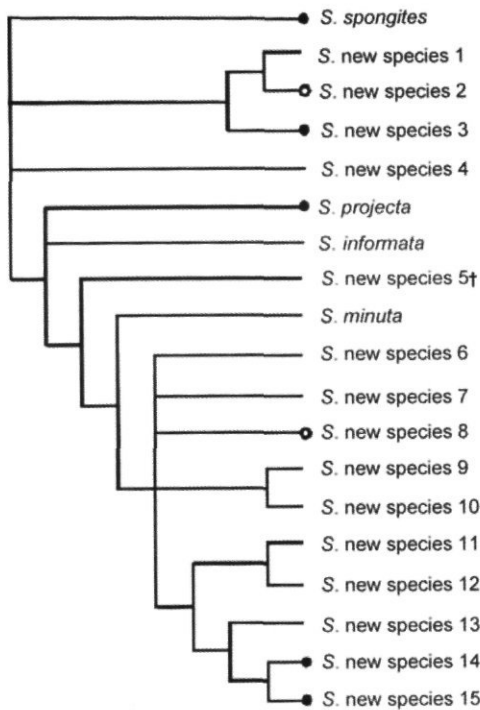 S. spongites
S. new species 1
S. new species 2
S. new species 3
S. new species 4
S. projecta
S. informata
S. new species 5†
S. minuta
S. new species 6
S. new species 7
S. new species 8
S. new species 9
S. new species 10
S. new species 11
S. new species 12
S. new species 13
S. new species 14
S. new species 15